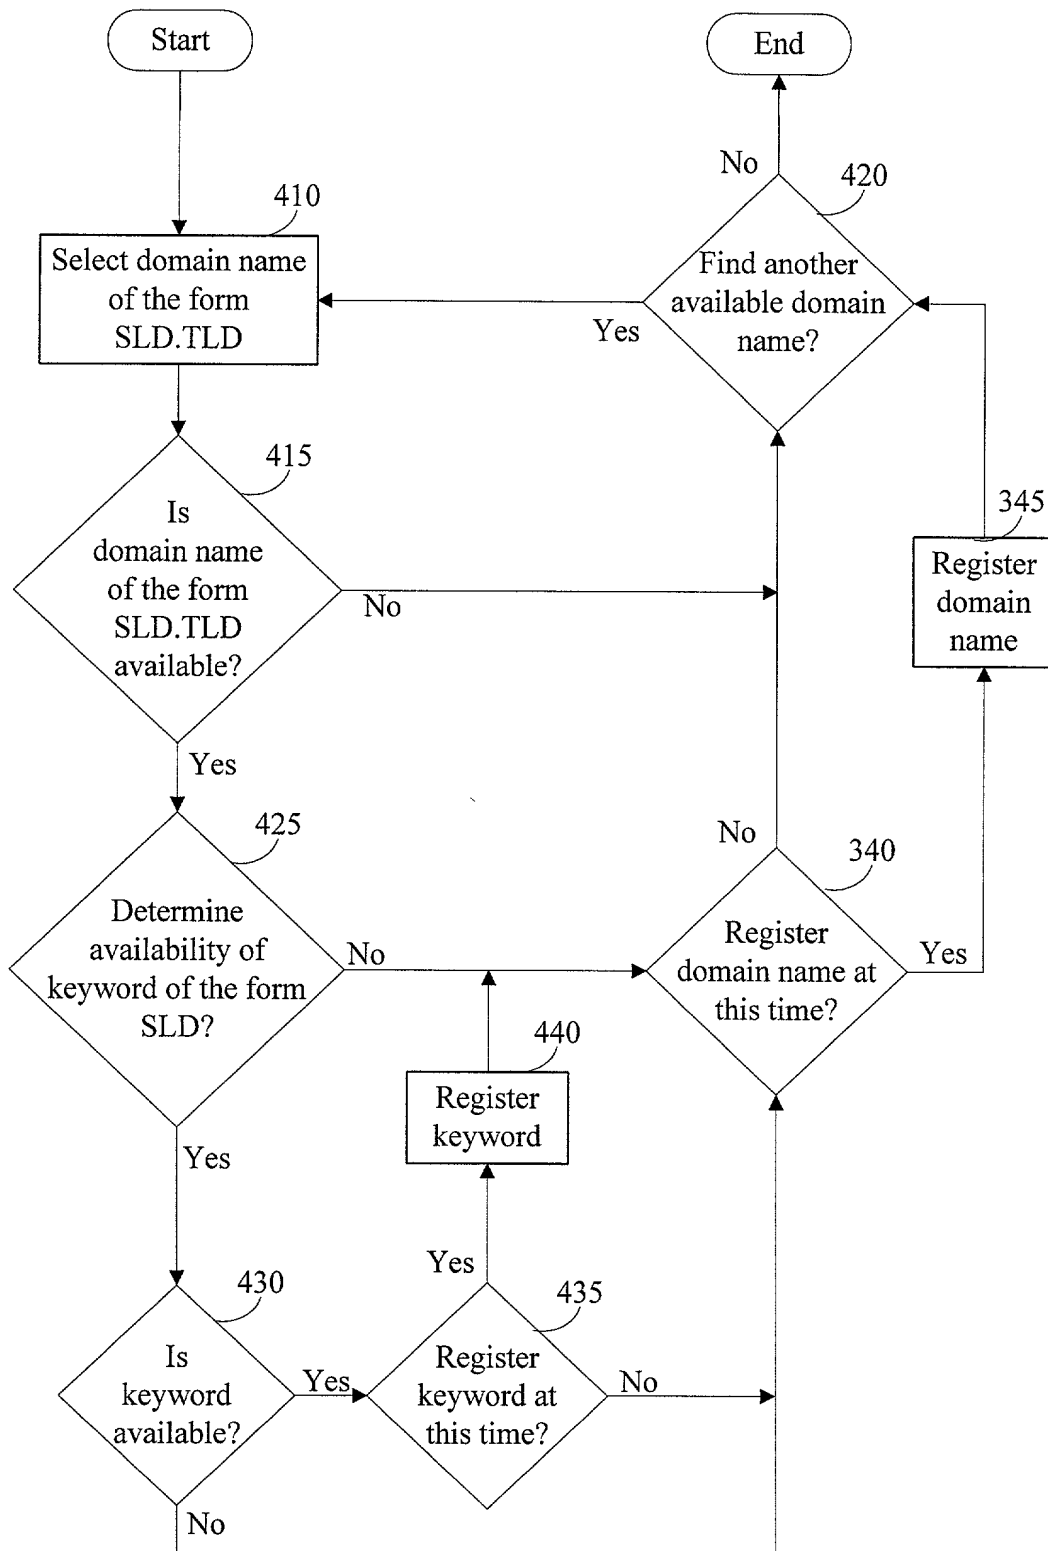 Start
End
No
420
410
Select domain name
of the form
SLD.TLD
Find another
available domain
name?
Yes
415
Is
domain name
of the form
SLD.TLD
available?
No
345
Register
domain
name
Yes
425
Determine
availability of
keyword of the form
SLD?
No
No
340
Register
domain name at
this time?
Yes
440
Register
keyword
Yes
Yes
430
Is
keyword
available?
Yes
435
Register
keyword at
this time?
No
No